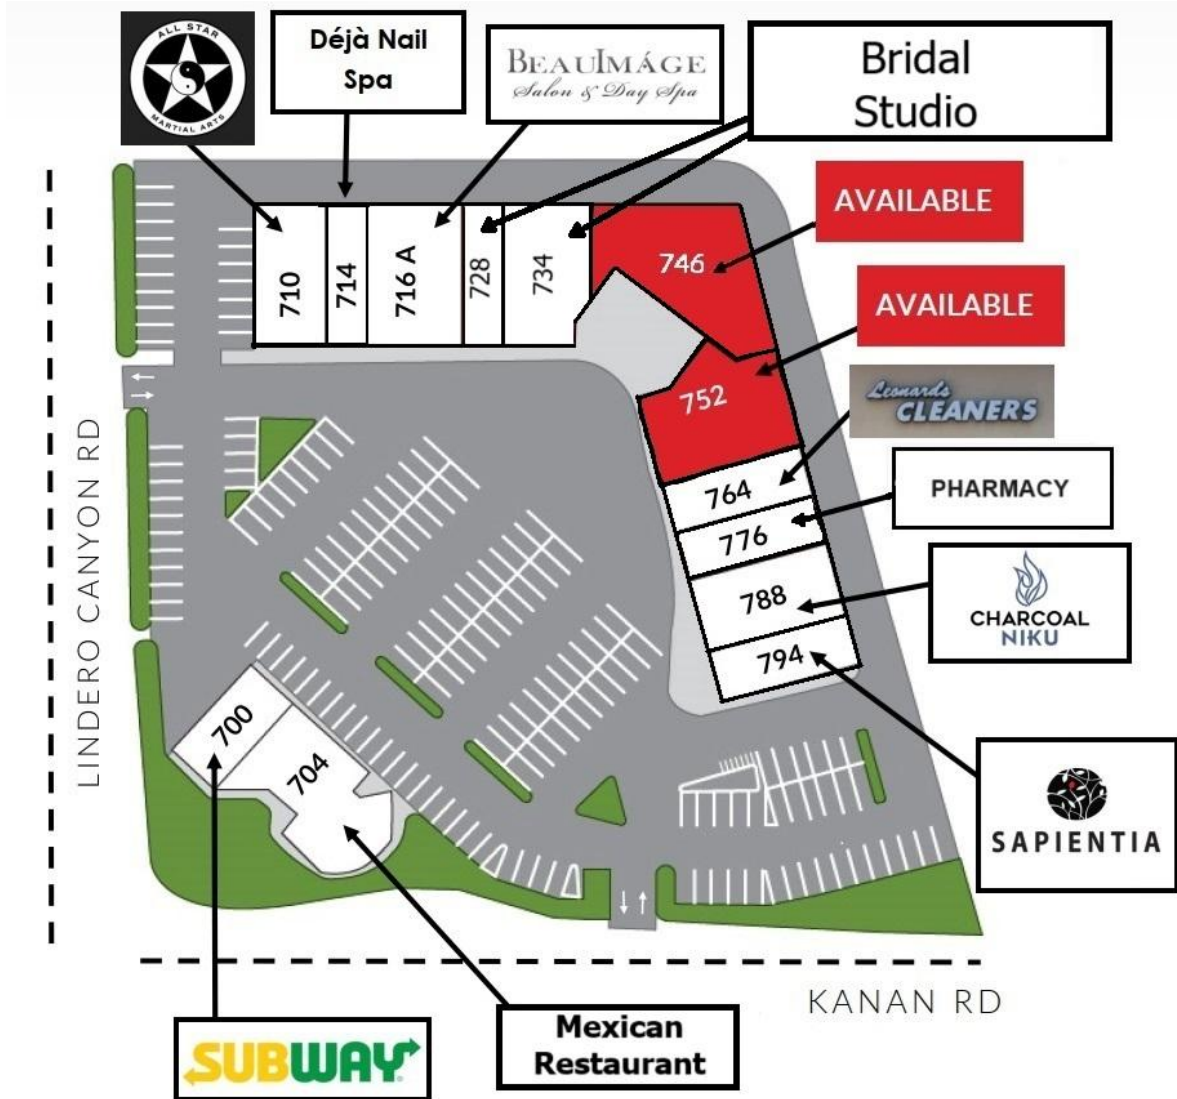 ALL STAR
MARTIAL ARTS
Déjà Nail
Spa
BEAUIMÁGE
Salon & Day Spa
Bridal
Studio
AVAILABLE
AVAILABLE
710
714
716 A
728
734
746
752
Leonards
CLEANERS
764
PHARMACY
776
CHARCOAL
NIKU
788
794
SAPIENTIA
LINDERO CANYON RD
700
704
KANAN RD
SUBWAY
Mexican
Restaurant